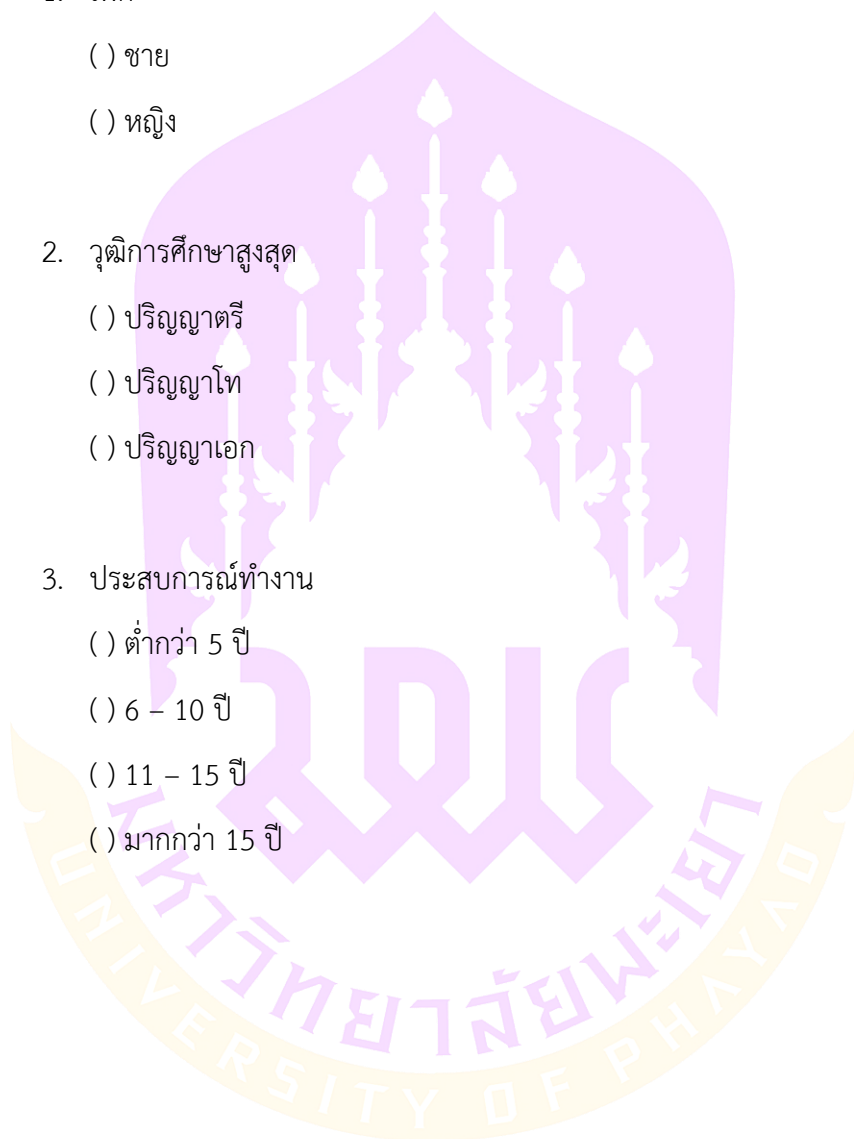 ( ) ชาย
( ) หญิง
2. วุฒิการศึกษาสูงสุด
( ) ปริญญาตรี
( ) ปริญญาโท
( ) ปริญญาเอก
3. ประสบการณ์ทำงาน
( ) ต่ำกว่า 5 ปี
( ) 6 – 10 ปี
( ) 11 – 15 ปี
( ) มากกว่า 15 ปี
มหาวิทยาลัยพะเยา
UNIVERSITY OF PHAYAO